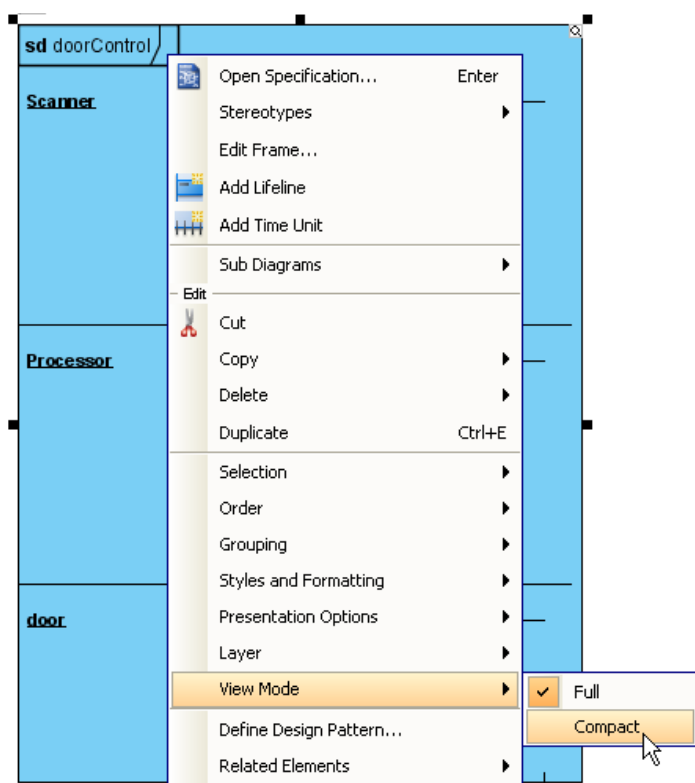 sd doorControl
Scanner
Open Specification... Enter
Stereotypes
Edit Frame...
Add Lifeline
Add Time Unit
Sub Diagrams
Edit
Cut
Processor
Copy
Delete
Duplicate Ctrl+E
Selection
Order
Grouping
Styles and Formatting
door
Presentation Options
Layer
View Mode
Full
Compact
Define Design Pattern...
Related Elements